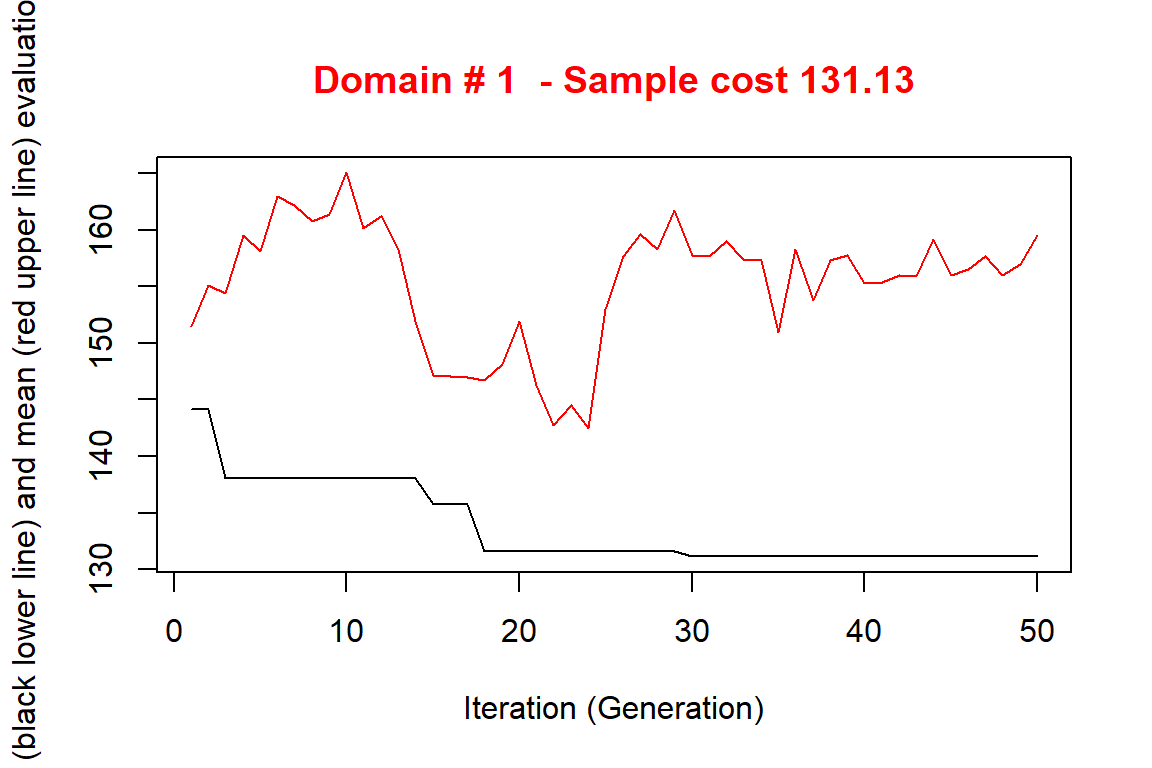 Domain # 1  - Sample cost 131.13
(black lower line) and mean (red upper line)
160
150
140
130
0 10 20 30 40 50
Iteration (Generation)